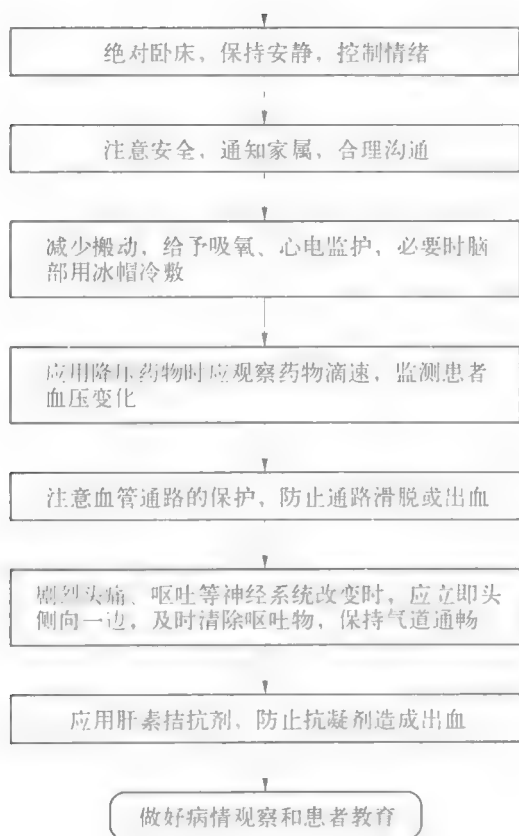 绝对卧床，保持安静，控制情绪
注意安全，通知家属，合理沟通
减少搬动，给予吸氧、心电监护，必要时脑
部用冰帽冷敷
应用降压药物时应观察药物滴速，监测患者
血压变化
注意血管通路的保护，防止通路滑脱或出血
剧烈头痛、呕吐等神经系统改变时，应立即头
侧向一边，及时清除呕吐物，保持气道通畅
应用肝素拮抗剂，防止抗凝剂造成出血
做好病情观察和患者教育